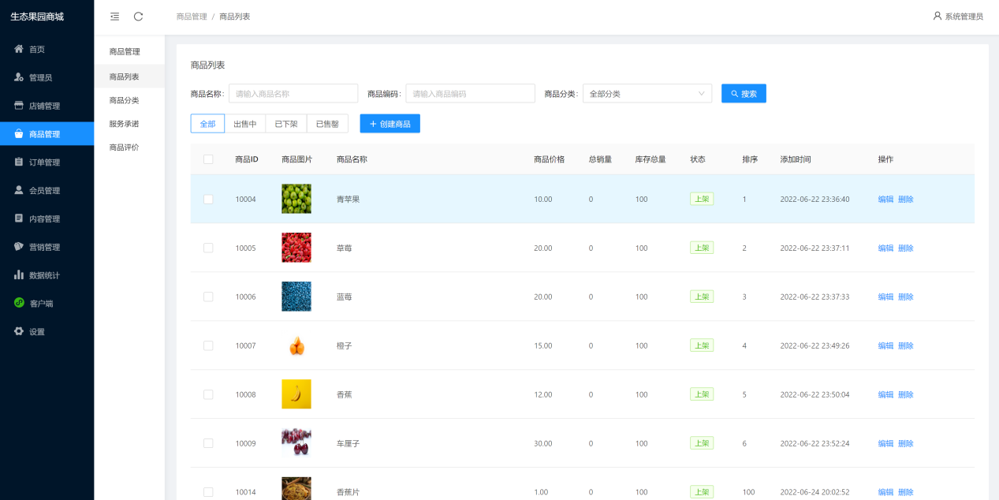 生态果园商城
商品管理 / 商品列表
系统管理员
首页
管理员
店铺管理
商品管理
订单管理
会员管理
内容管理
营销管理
数据统计
客户端
设置
商品管理
商品列表
商品分类
服务承诺
商品评价
商品列表
商品名称: 请输入商品名称 商品编码: 请输入商品编码 商品分类: 全部分类 搜索
全部 出售中 已下架 已售罄 + 创建商品
商品ID 商品图片 商品名称 商品价格 总销量 库存总量 状态 排序 添加时间 操作
10004 青苹果 10.00 0 100 上架 1 2022-06-22 23:36:40 编辑 删除
10005 草莓 20.00 0 100 上架 2 2022-06-22 23:37:11 编辑 删除
10006 蓝莓 20.00 0 100 上架 3 2022-06-22 23:37:33 编辑 删除
10007 橙子 15.00 0 100 上架 4 2022-06-22 23:49:26 编辑 删除
10008 香蕉 12.00 0 100 上架 5 2022-06-22 23:50:04 编辑 删除
10009 车厘子 30.00 0 100 上架 6 2022-06-22 23:52:24 编辑 删除
10014 香蕉片 1.00 0 100 上架 100 2022-06-24 20:02:52 编辑 删除